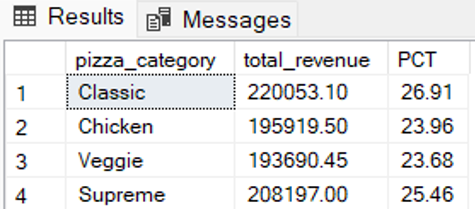 Results Messages
pizza_category total_revenue PCT
1 Classic 220053.10 26.91
2 Chicken 195919.50 23.96
3 Veggie 193690.45 23.68
4 Supreme 208197.00 25.46